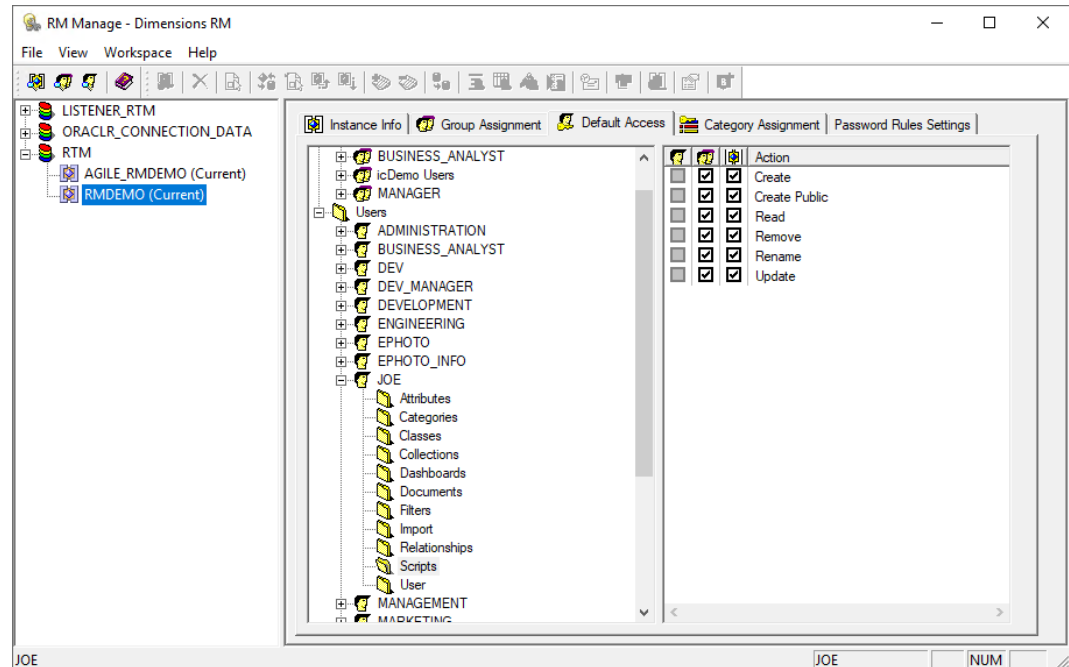 RM Manage - Dimensions RM
File View Workspace Help
LISTENER_RTM
ORACLR_CONNECTION_DATA
RTM
AGILE_RMDEMO (Current)
RMDEMO (Current)
Instance Info Group Assignment Default Access Category Assignment Password Rules Settings
BUSINESS_ANALYST
icDemo Users
MANAGER
Users
ADMINISTRATION
BUSINESS_ANALYST
DEV
DEV_MANAGER
DEVELOPMENT
ENGINEERING
EPHOTO
EPHOTO_INFO
JOE
Attributes
Categories
Classes
Collections
Dashboards
Documents
Filters
Import
Relationships
Scripts
User
MANAGEMENT
MARKETING
Action
Create
Create Public
Read
Remove
Rename
Update
JOE JOE NUM